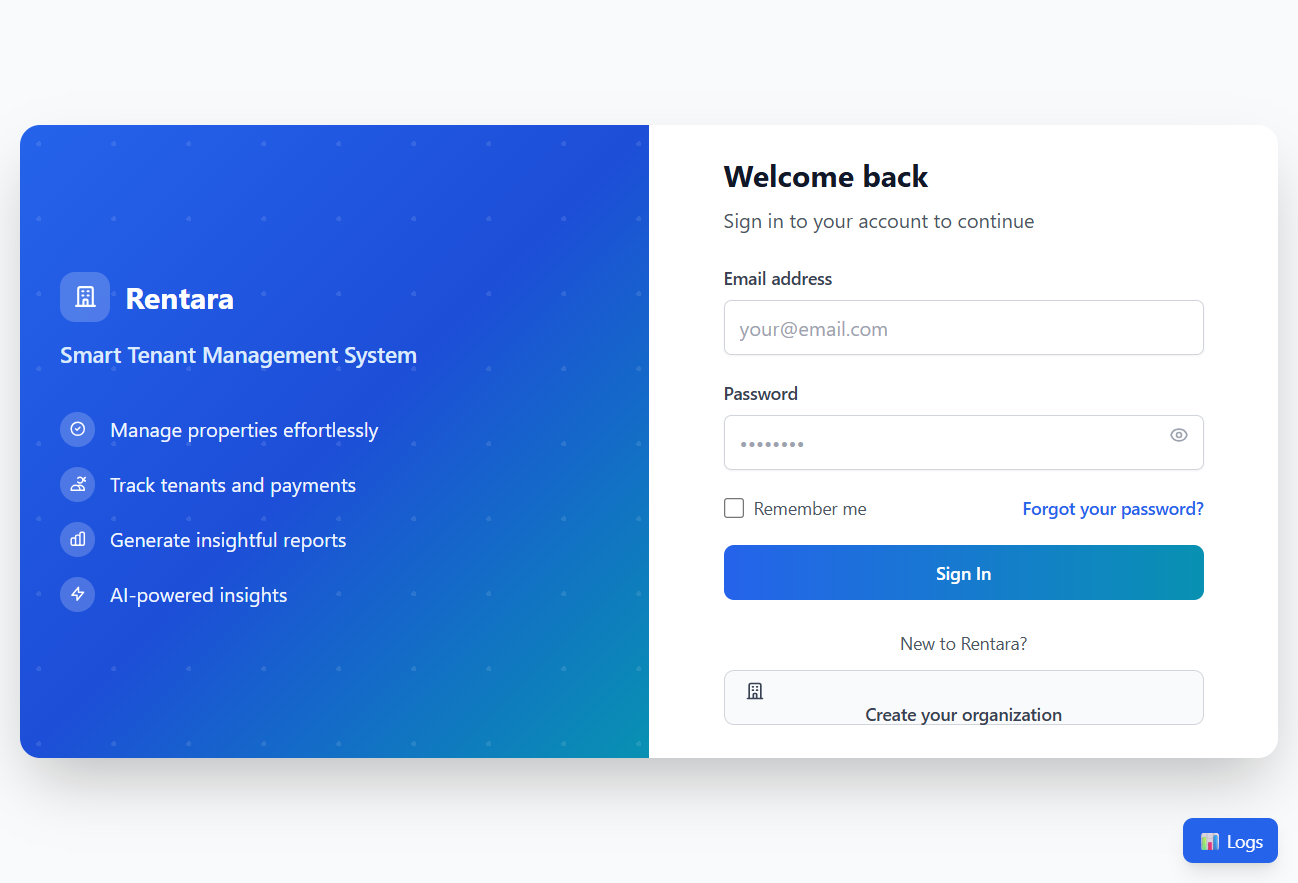 Rentara
Smart Tenant Management System
Manage properties effortlessly
Track tenants and payments
Generate insightful reports
AI-powered insights
Welcome back
Sign in to your account to continue
Email address
your@email.com
Password
••••••••
Remember me
Forgot your password?
Sign In
New to Rentara?
Create your organization
Logs